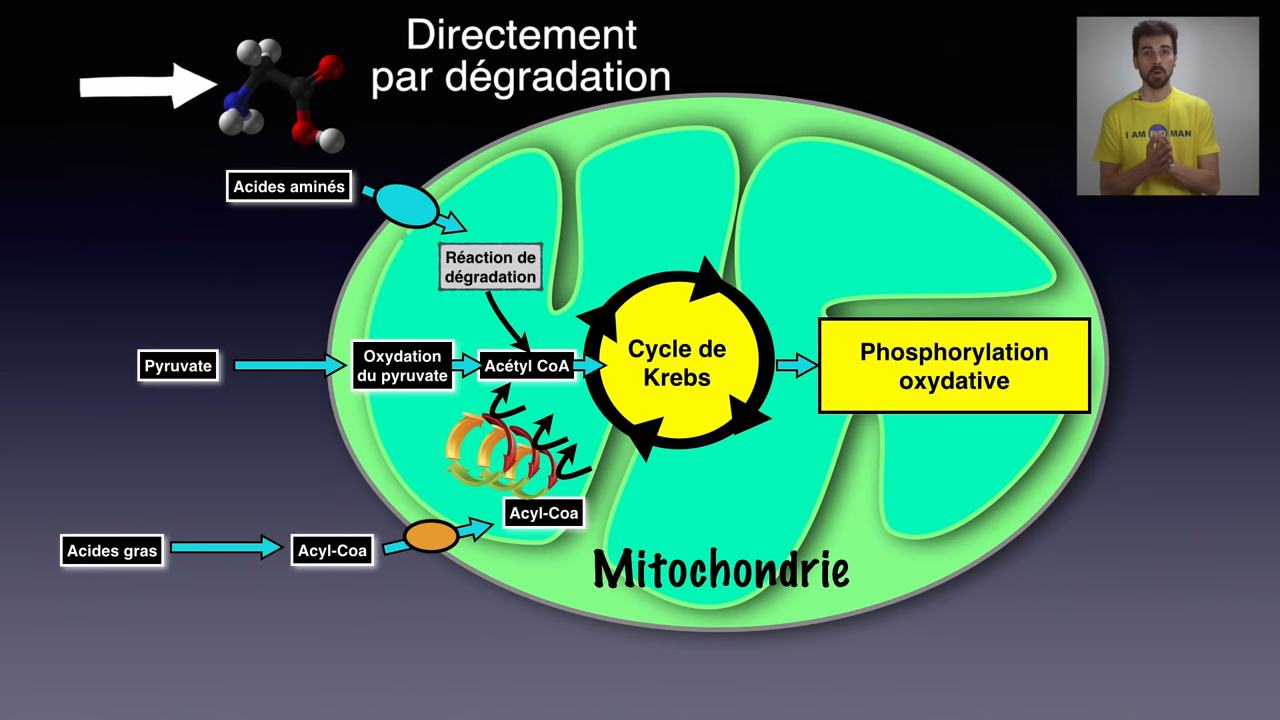 Directement
par dégradation
I AM BIO MAN
Acides aminés
Réaction de
dégradation
Pyruvate
Oxydation
du pyruvate
Acétyl CoA
Cycle de
Krebs
Phosphorylation
oxydative
Acyl-Coa
Acides gras
Acyl-Coa
Mitochondrie